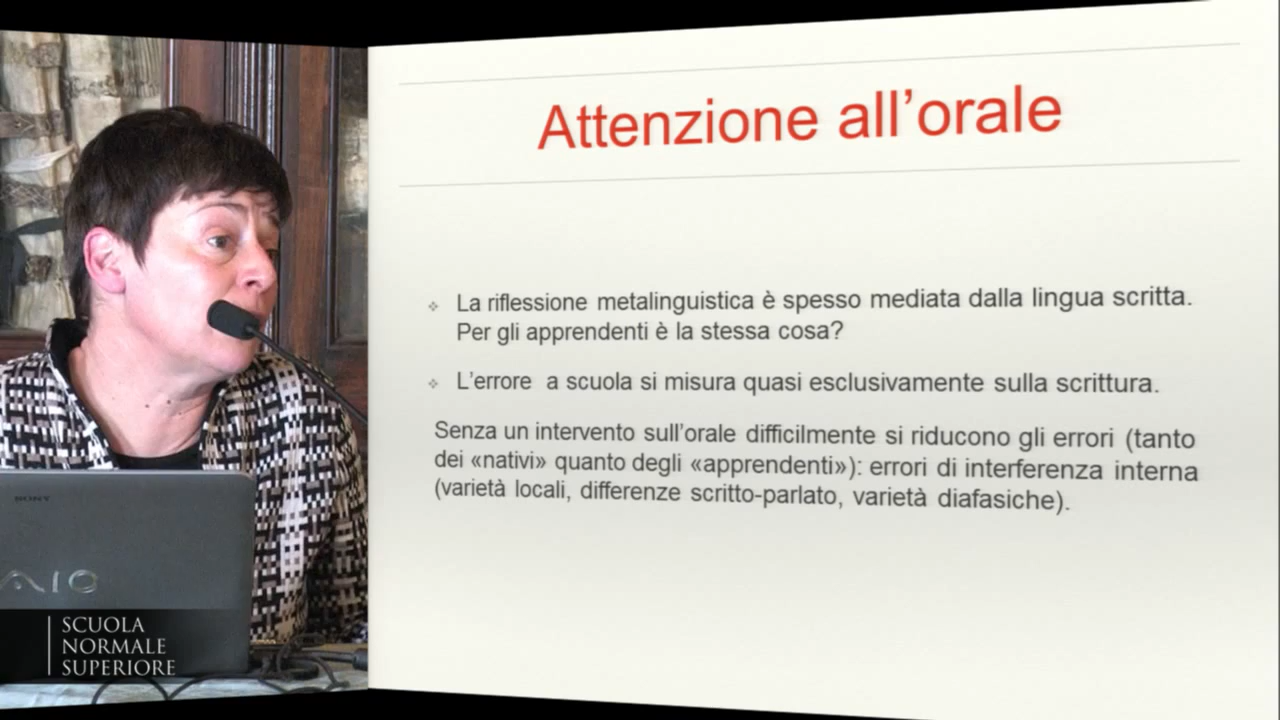 Attenzione all’orale
La riflessione metalinguistica è spesso mediata dalla lingua scritta.
Per gli apprendenti è la stessa cosa?
L’errore a scuola si misura quasi esclusivamente sulla scrittura.
Senza un intervento sull’orale difficilmente si riducono gli errori (tanto
dei «nativi» quanto degli «apprendenti»): errori di interferenza interna
(varietà locali, differenze scritto-parlato, varietà diafasiche).
SONY
VAIO
SCUOLA
NORMALE
SUPERIORE